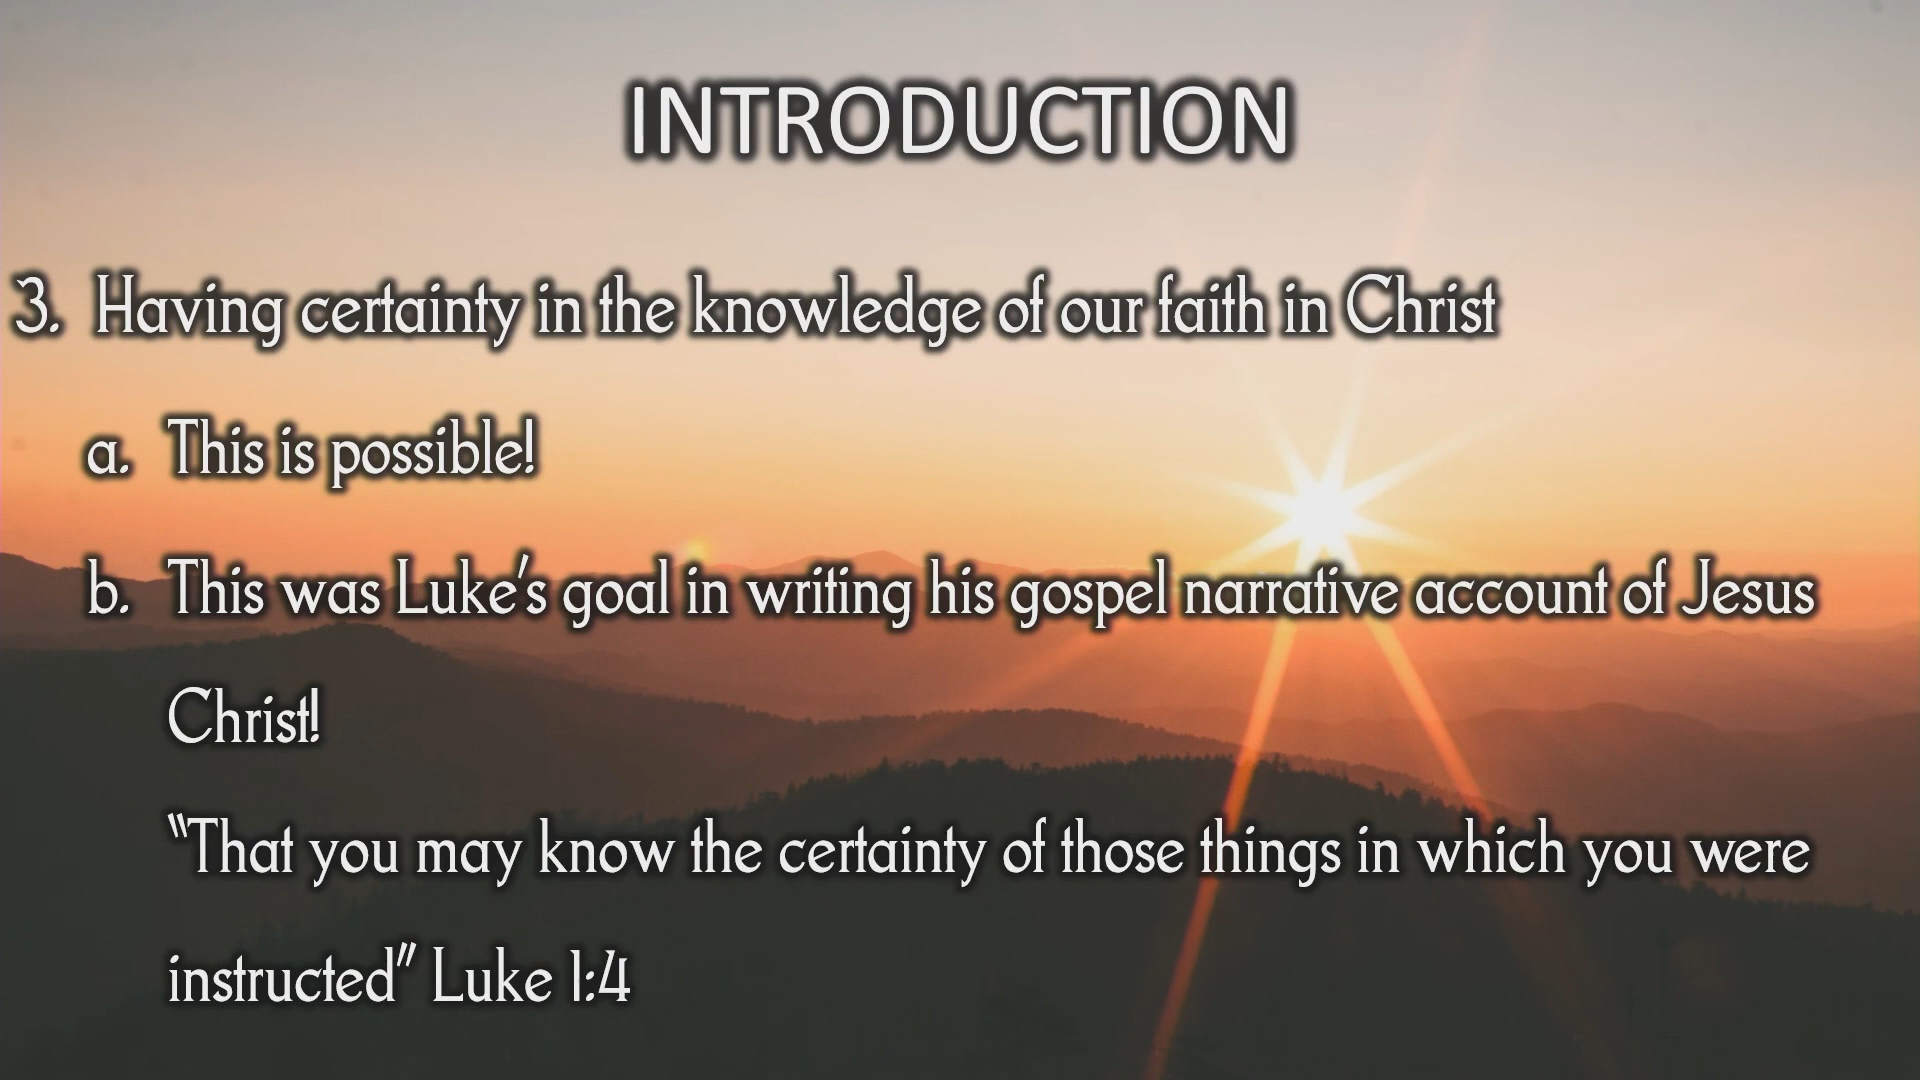 INTRODUCTION
3. Having certainty in the knowledge of our faith in Christ
a. This is possible!
b. This was Luke's goal in writing his gospel narrative account of Jesus
Christ!
"That you may know the certainty of those things in which you were
instructed" Luke 1:4